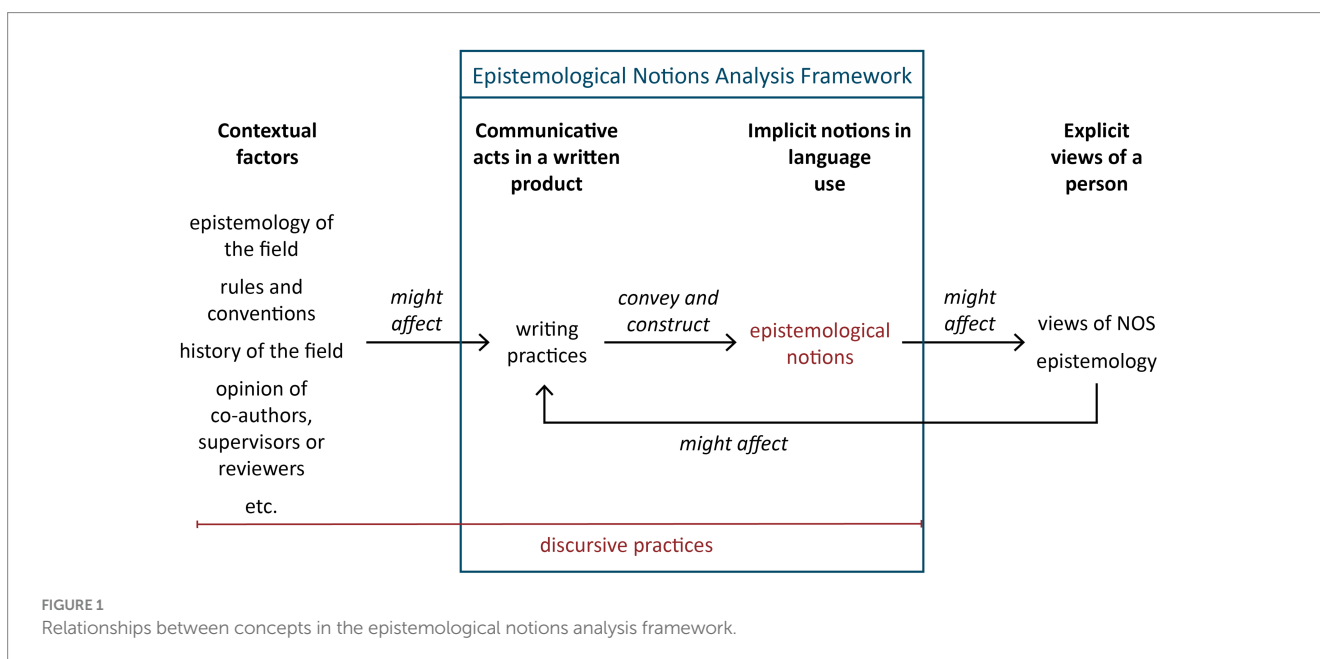 Epistemological Notions Analysis Framework
Contextual
factors
Communicative
acts in a written
product
Implicit notions in
language
use
Explicit
views of a
person
epistemology of
the field
rules and
conventions
history of the field
opinion of
co-authors,
supervisors or
reviewers
etc.
might
affect
writing
practices
convey and
construct
epistemological
notions
might
affect
views of NOS
epistemology
might affect
discursive practices
FIGURE 1
Relationships between concepts in the epistemological notions analysis framework.